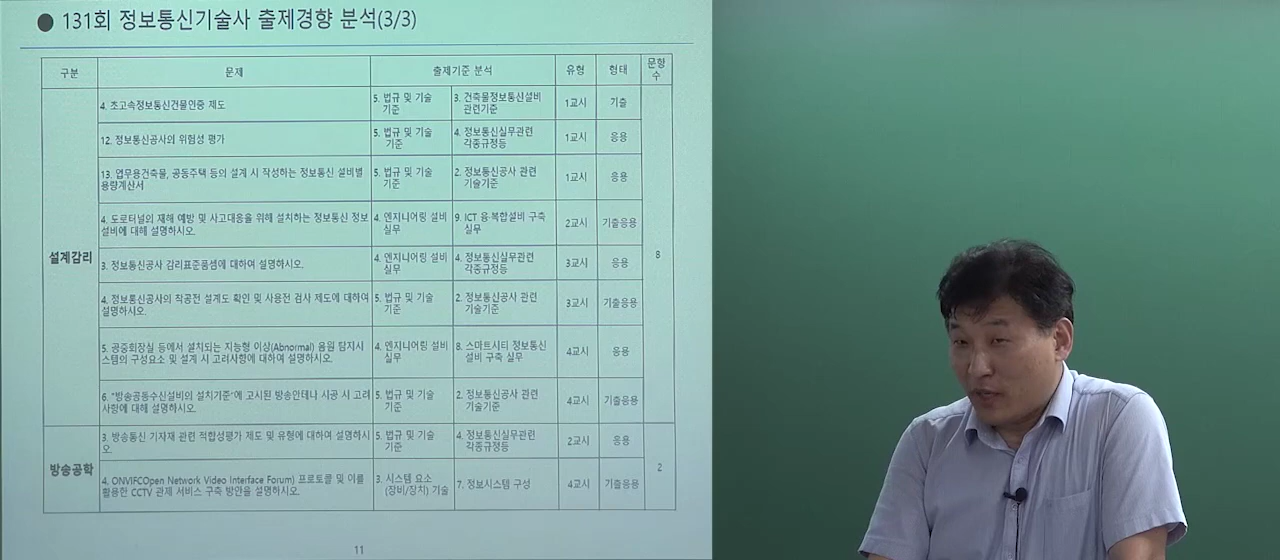 ● 131회 정보통신기술사 출제경향 분석(3/3)
구분 문제 출제기준 분석 유형 형태 문항
수
설계감리
4. 초고속정보통신건물인증 제도 5. 법규 및 기술 3. 건축물정보통신설비 1교시 기출
기준 관련기준
12. 정보통신공사의 위험성 평가 5. 법규 및 기술 4. 정보통신실무관련 1교시 응용
기준 각종규정등
13. 업무용건축물, 공동주택 등의 설계 시 작성하는 정보통신 설비별 5. 법규 및 기술 2. 정보통신공사 관련 1교시 응용
용량계산서 기준 기술기준
4. 도로터널의 재해 예방 및 사고대응을 위해 설치하는 정보통신 정보 4. 엔지니어링 설비 9. ICT 융·복합설비 구축 2교시 기출응용
설비에 대해 설명하시오. 실무 실무
3. 정보통신공사 감리표준품셈에 대하여 설명하시오. 4. 엔지니어링 설비 4. 정보통신실무관련 3교시 응용
실무 각종규정등
8
4. 정보통신공사의 착공전 설계도 확인 및 사용전 검사 제도에 대하여 5. 법규 및 기술 2. 정보통신공사 관련 3교시 기출응용
설명하시오. 기준 기술기준
5. 공중화장실 등에서 설치되는 지능형 이상(Abnormal) 음원 탐지시 4. 엔지니어링 설비 8. 스마트시티 정보통신 4교시 응용
스템의 구성요소 및 설계 시 고려사항에 대하여 설명하시오. 실무 설비 구축 실무
6. "방송공동수신설비의 설치기준"에 고시된 방송안테나 시공 시 고려 5. 법규 및 기술 2. 정보통신공사 관련 4교시 기출응용
사항에 대해 설명하시오. 기준 기술기준
방송공학
3. 방송통신 기자재 관련 적합성평가 제도 및 유형에 대하여 설명하시 5. 법규 및 기술 4. 정보통신실무관련 2교시 응용
오. 기준 각종규정등
2
4. ONVIFCOpen Network Video Interface Forum) 프로토콜 및 이를 3. 시스템 요소 7. 정보시스템 구성 4교시 기출응용
활용한 CCTV 관제 서비스 구축 방안을 설명하시오. (장비/장치) 기술
11